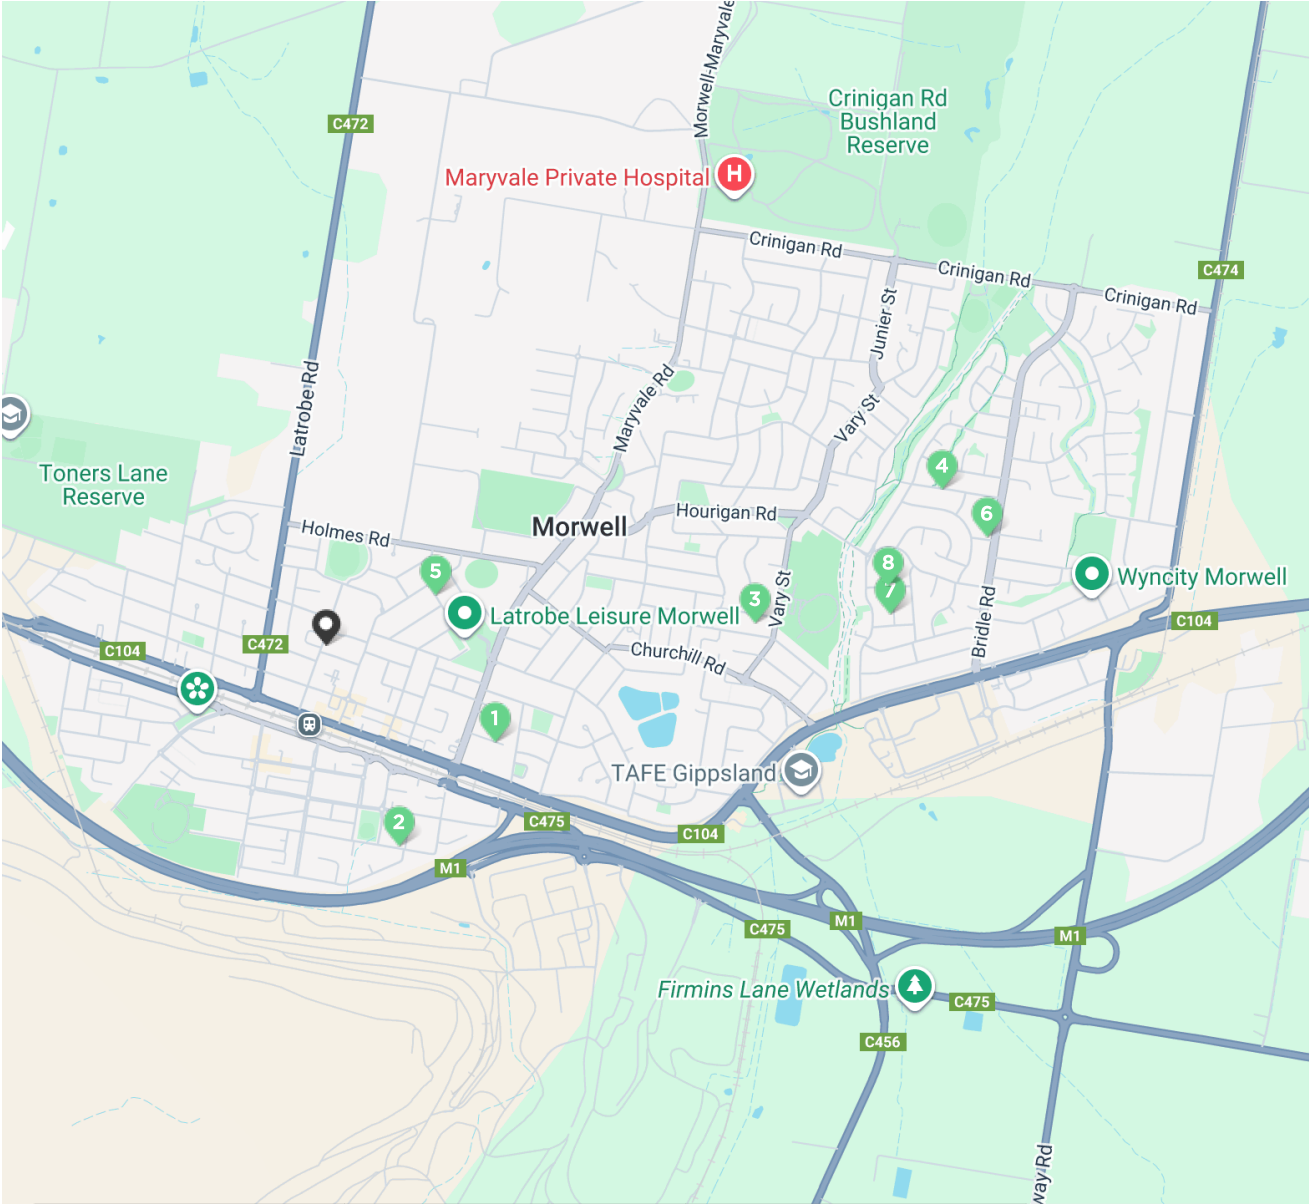 C472
Morwell-Maryvale
Crinigan Rd
Bushland
Reserve
Maryvale Private Hospital
H
Crinigan Rd
Crinigan Rd
C474
Crinigan Rd
Junier St
Latrobe Rd
Maryvale Rd
Vary St
Toners Lane
Reserve
4
Hourigan Rd
6
Morwell
Holmes Rd
8
5
7
Wyncity Morwell
3
Vary St
Latrobe Leisure Morwell
Bridle Rd
C104
C472
C104
Churchill Rd
1
TAFE Gippsland
2
C475
C104
M1
C475
M1
M1
Firmins Lane Wetlands
C475
C456
way Rd